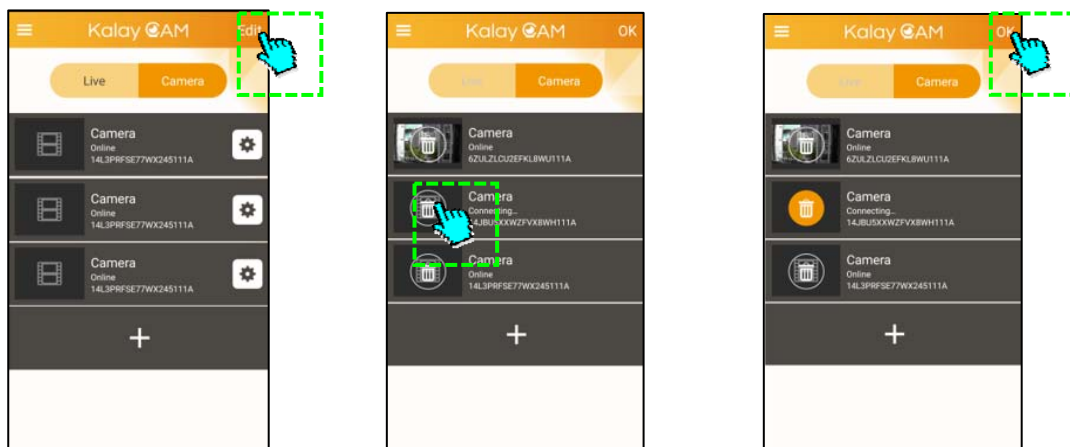 Kalay CAM Edit
Live Camera
Camera
Online
14L3PRFSE77WX245111A
Camera
Online
14L3PRFSE77WX245111A
Camera
Online
14L3PRFSE77WX245111A
+
Kalay CAM OK
Live Camera
Camera
Online
6ZULZLCU2EFKL8WU111A
Camera
Connecting...
14JBU5XXWZFVX8WH111A
Camera
Online
14L3PRFSE77WX245111A
+
Kalay CAM OK
Live Camera
Camera
Online
6ZULZLCU2EFKL8WU111A
Camera
Connecting...
14JBU5XXWZFVX8WH111A
Camera
Online
14L3PRFSE77WX245111A
+